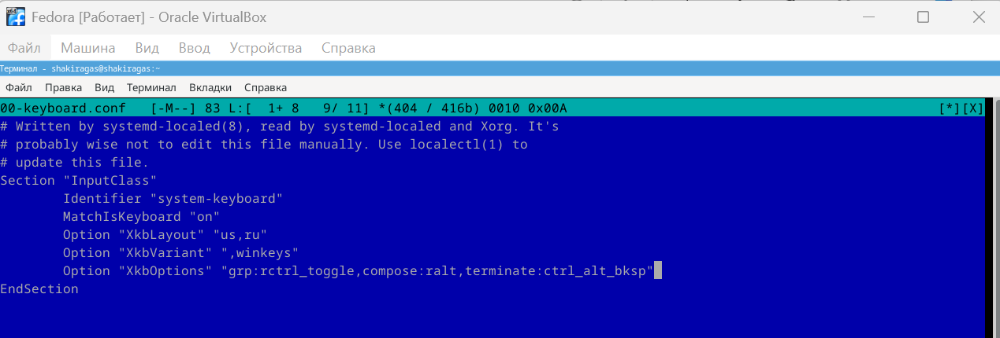 Fedora [Работает] - Oracle VirtualBox
Файл Машина Вид Ввод Устройства Справка
Терминал - shakiragas@shakiragas:~
Файл Правка Вид Терминал Вкладки Справка
00-keyboard.conf   [-M--] 83 L:[  1+ 8   9/ 11] *(404 / 416b) 0010 0x00A [*][X]
# Written by systemd-localed(8), read by systemd-localed and Xorg. It's
# probably wise not to edit this file manually. Use localectl(1) to
# update this file.
Section "InputClass"
        Identifier "system-keyboard"
        MatchIsKeyboard "on"
        Option "XkbLayout" "us,ru"
        Option "XkbVariant" ",winkeys"
        Option "XkbOptions" "grp:rctrl_toggle,compose:ralt,terminate:ctrl_alt_bksp"
EndSection